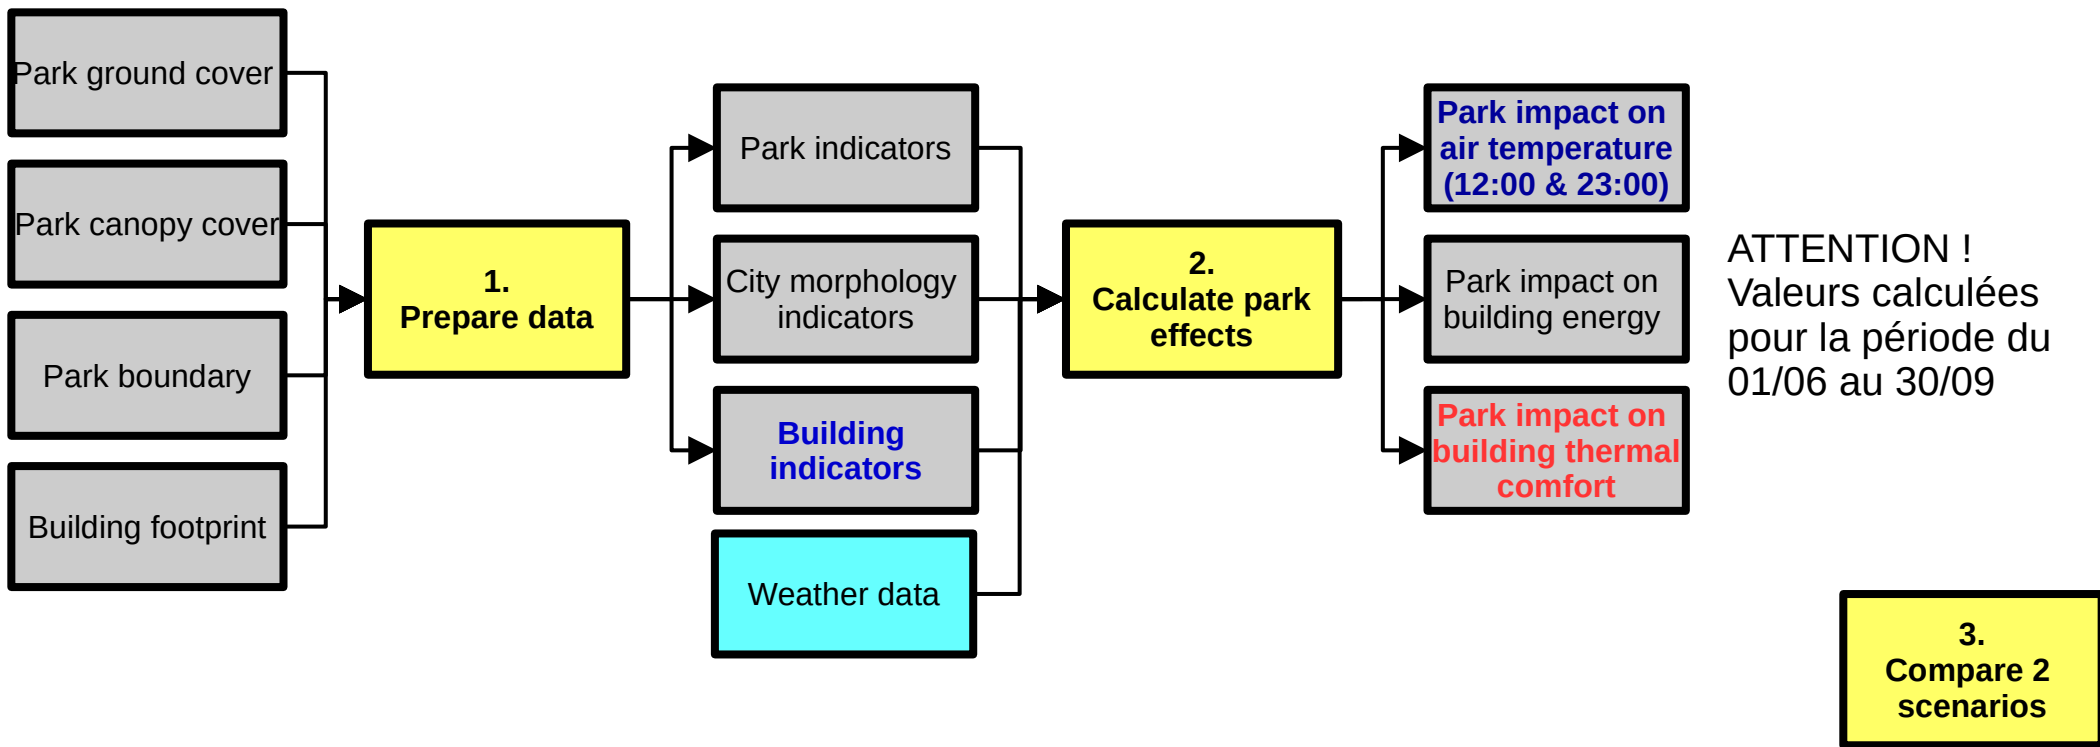 Park ground cover
Park canopy cover
Park boundary
Building footprint
1.
Prepare data
Park indicators
City morphology
indicators
Building
indicators
Weather data
2.
Calculate park
effects
Park impact on
air temperature
(12:00 & 23:00)
Park impact on
building energy
Park impact on
building thermal
comfort
ATTENTION !
Valeurs calculées
pour la période du
01/06 au 30/09
3.
Compare 2
scenarios